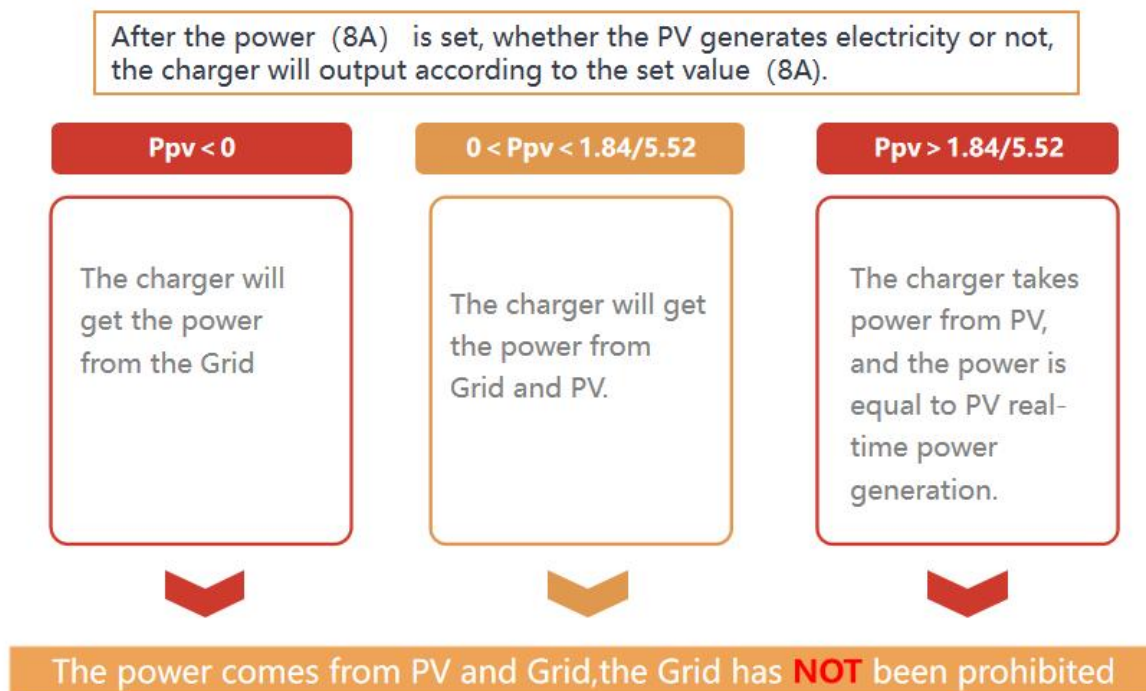 After the power (8A) is set, whether the PV generates electricity or not,
the charger will output according to the set value (8A).
Ppv < 0
0 < Ppv < 1.84/5.52
Ppv > 1.84/5.52
The charger will
get the power
from the Grid
The charger will get
the power from
Grid and PV.
The charger takes
power from PV,
and the power is
equal to PV real-
time power
generation.
The power comes from PV and Grid,the Grid has NOT been prohibited